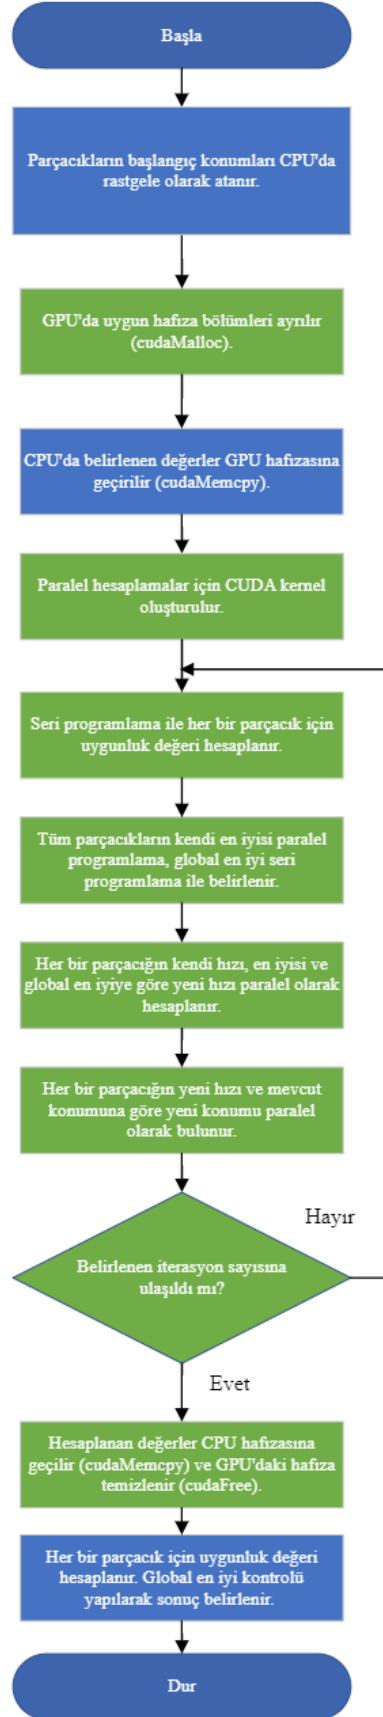 Başla
Parçacıkların başlangıç konumları CPU'da
rastgele olarak atanır.
GPU'da uygun hafıza bölümleri ayrılır
(cudaMalloc).
CPU'da belirlenen değerler GPU hafızasına
geçirilir (cudaMemcpy).
Paralel hesaplamalar için CUDA kernel
oluşturulur.
Seri programlama ile her bir parçacık için
uygunluk değeri hesaplanır.
Tüm parçacıkların kendi en iyisi paralel
programlama, global en iyi seri
programlama ile belirlenir.
Her bir parçacığın kendi hızı, en iyisi ve
global en iyiye göre yeni hızı paralel olarak
hesaplanır.
Her bir parçacığın yeni hızı ve mevcut
konumuna göre yeni konumu paralel
olarak bulunur.
Hayır
Belirlenen iterasyon sayısına
ulaşıldı mı?
Evet
Hesaplanan değerler CPU hafızasına
geçilir (cudaMemcpy) ve GPU'daki hafıza
temizlenir (cudaFree).
Her bir parçacık için uygunluk değeri
hesaplanır. Global en iyi kontrolü
yapılarak sonuç belirlenir.
Dur